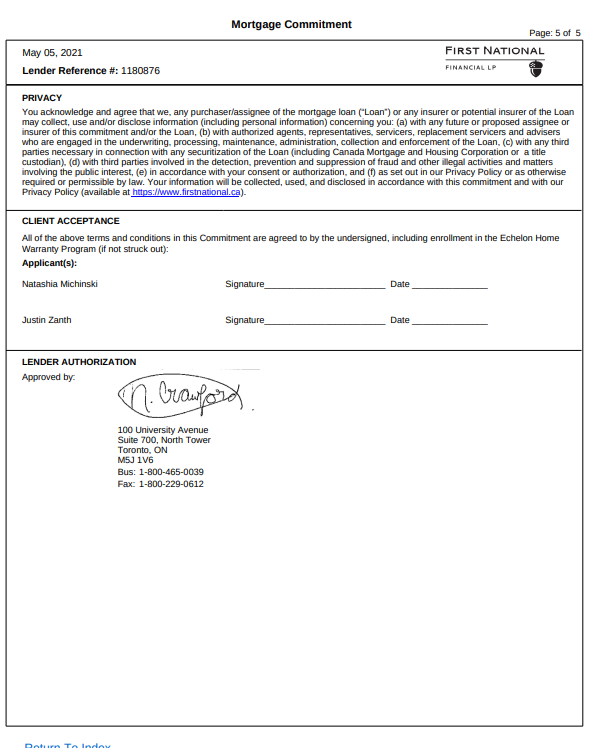 Mortgage Commitment
Page: 5 of 5
May 05, 2021
FIRST NATIONAL
FINANCIAL LP
Lender Reference #: 1180876
PRIVACY
You acknowledge and agree that we, any purchaser/assignee of the mortgage loan (“Loan”) or any insurer or potential insurer of the Loan
may collect, use and/or disclose information (including personal information) concerning you: (a) with any future or proposed assignee or
insurer of this commitment and/or the Loan, (b) with authorized agents, representatives, servicers, replacement servicers and advisers
who are engaged in the underwriting, processing, maintenance, administration, collection and enforcement of the Loan, (c) with any third
parties necessary in connection with any securitization of the Loan (including Canada Mortgage and Housing Corporation or a title
custodian), (d) with third parties involved in the detection, prevention and suppression of fraud and other illegal activities and matters
involving the public interest, (e) in accordance with your consent or authorization, and (f) as set out in our Privacy Policy or as otherwise
required or permissible by law. Your information will be collected, used, and disclosed in accordance with this commitment and with our
Privacy Policy (available at https://www.firstnational.ca).
CLIENT ACCEPTANCE
All of the above terms and conditions in this Commitment are agreed to by the undersigned, including enrollment in the Echelon Home
Warranty Program (if not struck out):
Applicant(s):
Natashia Michinski Signature________________________ Date _______________
Justin Zanth Signature________________________ Date _______________
LENDER AUTHORIZATION
Approved by:
N. Crawford.
100 University Avenue
Suite 700, North Tower
Toronto, ON
M5J 1V6
Bus: 1-800-465-0039
Fax: 1-800-229-0612
Return To Index